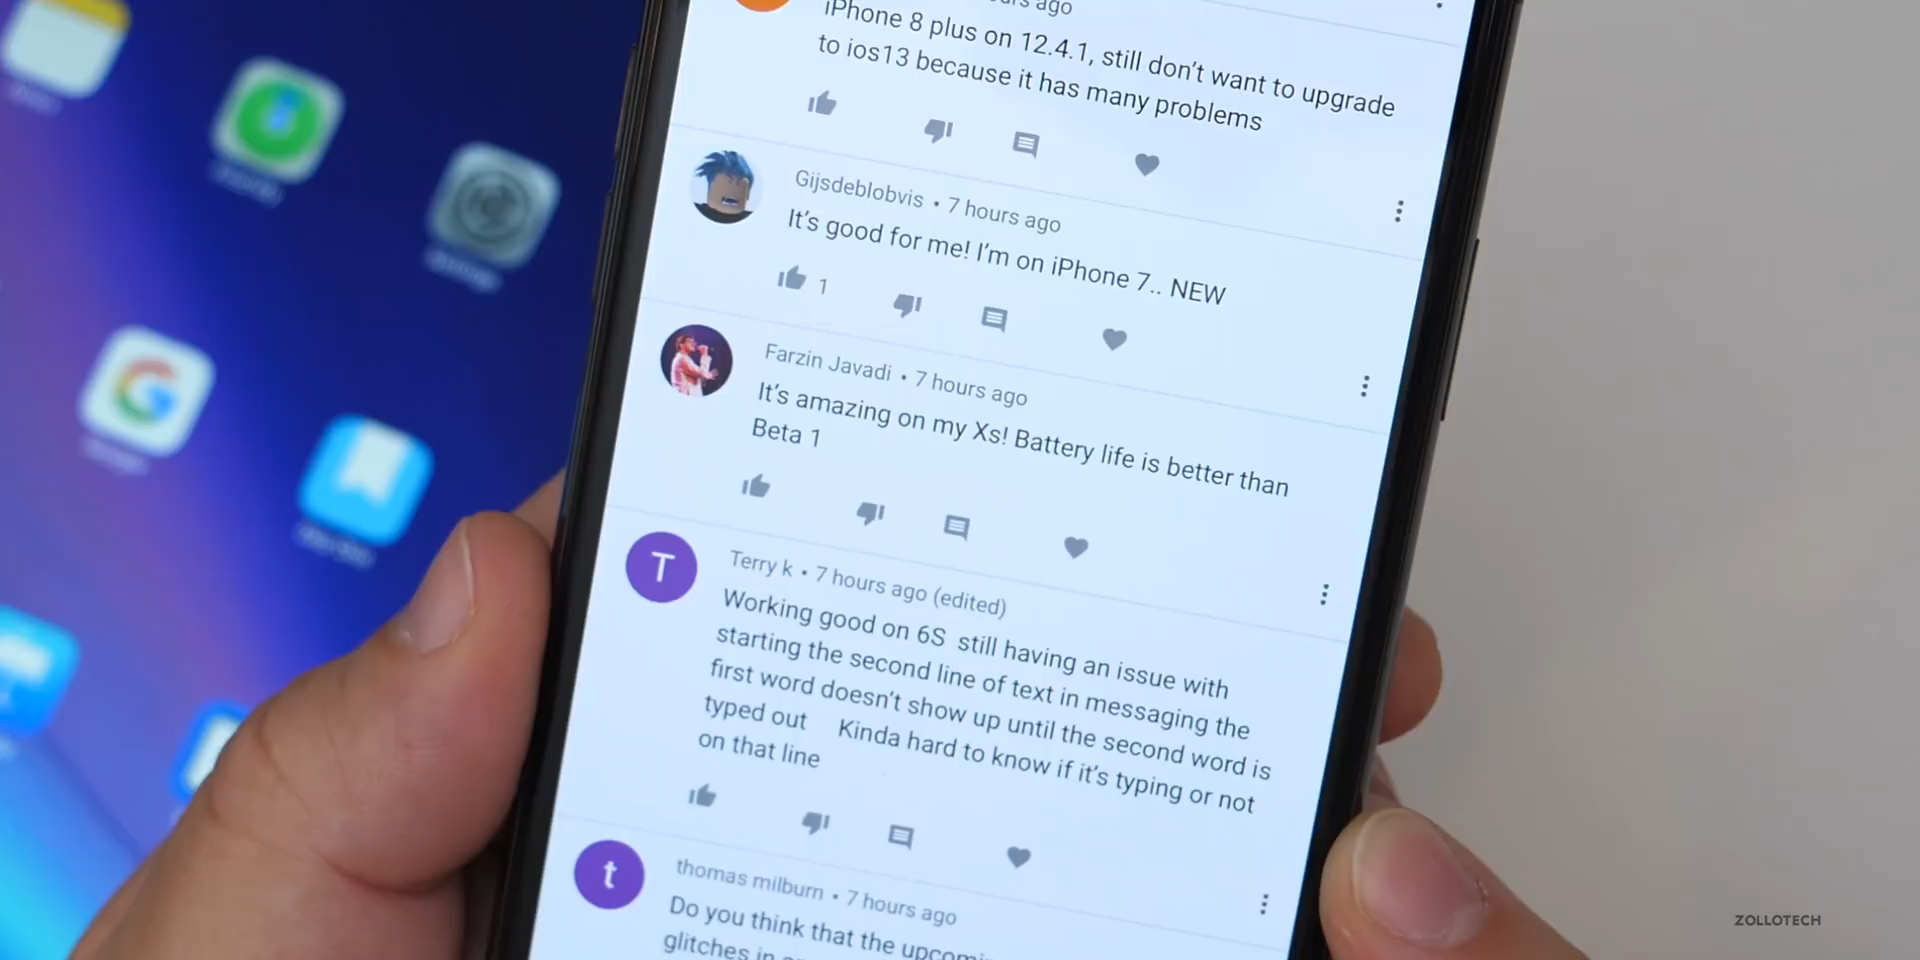 ago
iPhone 8 plus on 12.4.1, still don't want to upgrade
to ios13 because it has many problems
Gijsdeblobvis • 7 hours ago
It's good for me! I'm on iPhone 7.. NEW
1
Farzin Javadi • 7 hours ago
It's amazing on my Xs! Battery life is better than
Beta 1
T
Terry k • 7 hours ago (edited)
Working good on 6S  still having an issue with
starting the second line of text in messaging the
first word doesn't show up until the second word is
typed out    Kinda hard to know if it's typing or not
on that line
t
thomas milburn • 7 hours ago
Do you think that the
glitches in
ZOLLOTECH